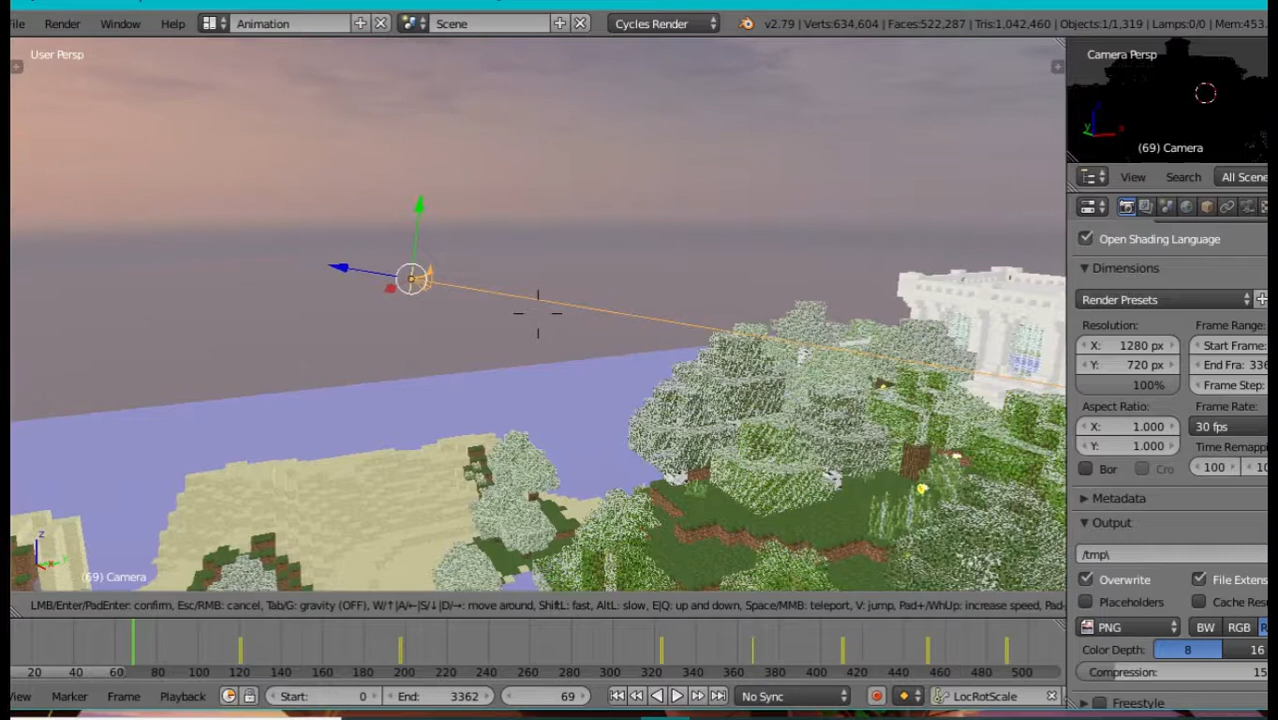 File Render Window Help Animation Scene Cycles Render v2.79 | Verts:634,604 | Faces:522,287 | Tris:1,042,460 | Objects:1/1,319 | Lamps:0/0 | Mem:453.
User Persp
Camera Persp
(69) Camera
View Search All Scene
Open Shading Language
Dimensions
Render Presets
Resolution: Frame Range:
X: 1280 px Start Frame:
Y: 720 px End Fra: 336
100% Frame Step:
Aspect Ratio: Frame Rate:
X: 1.000 30 fps
Y: 1.000 Time Remapping
Bor Cro 100 10
Metadata
Output
/tmp\
Overwrite File Extens
Placeholders Cache Res
PNG BW RGB R
Color Depth: 8 16
Compression: 15
Freestyle
z
y
x
(69) Camera
LMB/Enter/PadEnter: confirm, Esc/RMB: cancel, Tab/G: gravity (OFF), W/↑|A/←|S/↓|D/→: move around, ShiftL: fast, AltL: slow, E|Q: up and down, Space/MMB: teleport, V: jump, Pad+/WhUp: increase speed, Pad-
20 40 60 80 100 120 140 160 180 200 220 240 260 280 300 320 340 360 380 400 420 440 460 480 500
View Marker Frame Playback Start: 0 End: 3362 69 No Sync LocRotScale